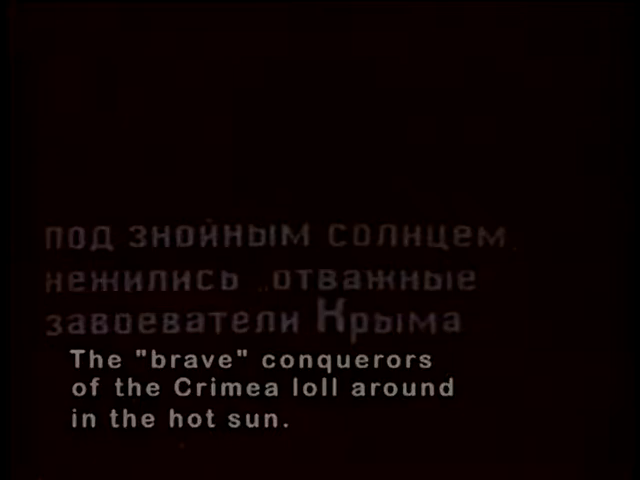 под знойным солнцем
нежились „отважные
завоеватели Крыма
The "brave" conquerors
of the Crimea loll around
in the hot sun.